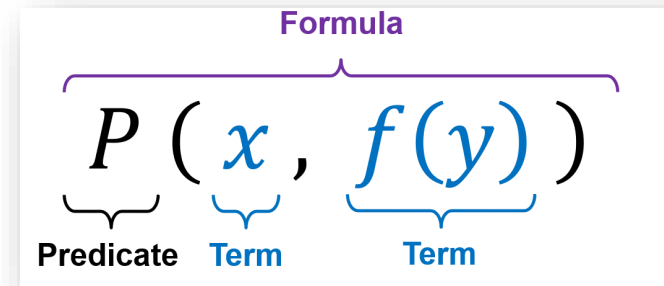 Formula
P ( x , f(y) )
Predicate Term Term